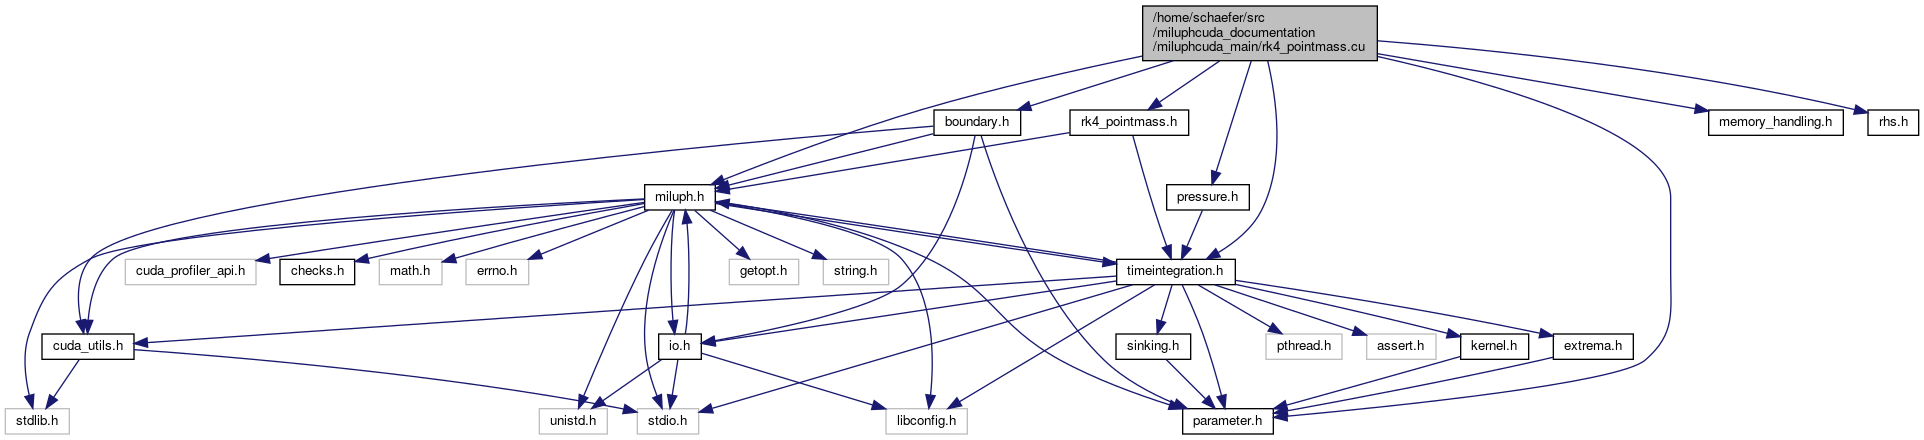 /home/schaefer/src
/miluphcuda_documentation
/miluphcuda_main/rk4_pointmass.cu
boundary.h
rk4_pointmass.h
memory_handling.h
rhs.h
miluph.h
pressure.h
cuda_profiler_api.h
checks.h
math.h
errno.h
getopt.h
string.h
timeintegration.h
cuda_utils.h
io.h
sinking.h
pthread.h
assert.h
kernel.h
extrema.h
stdlib.h
unistd.h
stdio.h
libconfig.h
parameter.h